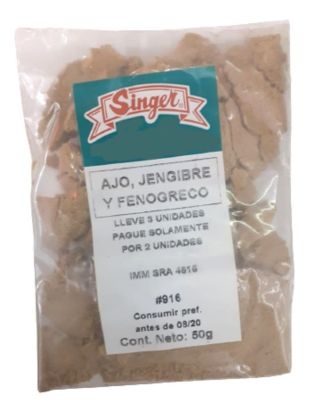 Singer
AJO, JENGIBRE
Y FENOGRECO
LLEVE 3 UNIDADES
PAGUE SOLAMENTE
POR 2 UNIDADES
IMM SRA 4816
#916
Consumir pref.
antes de 08/20
Cont. Neto: 50g